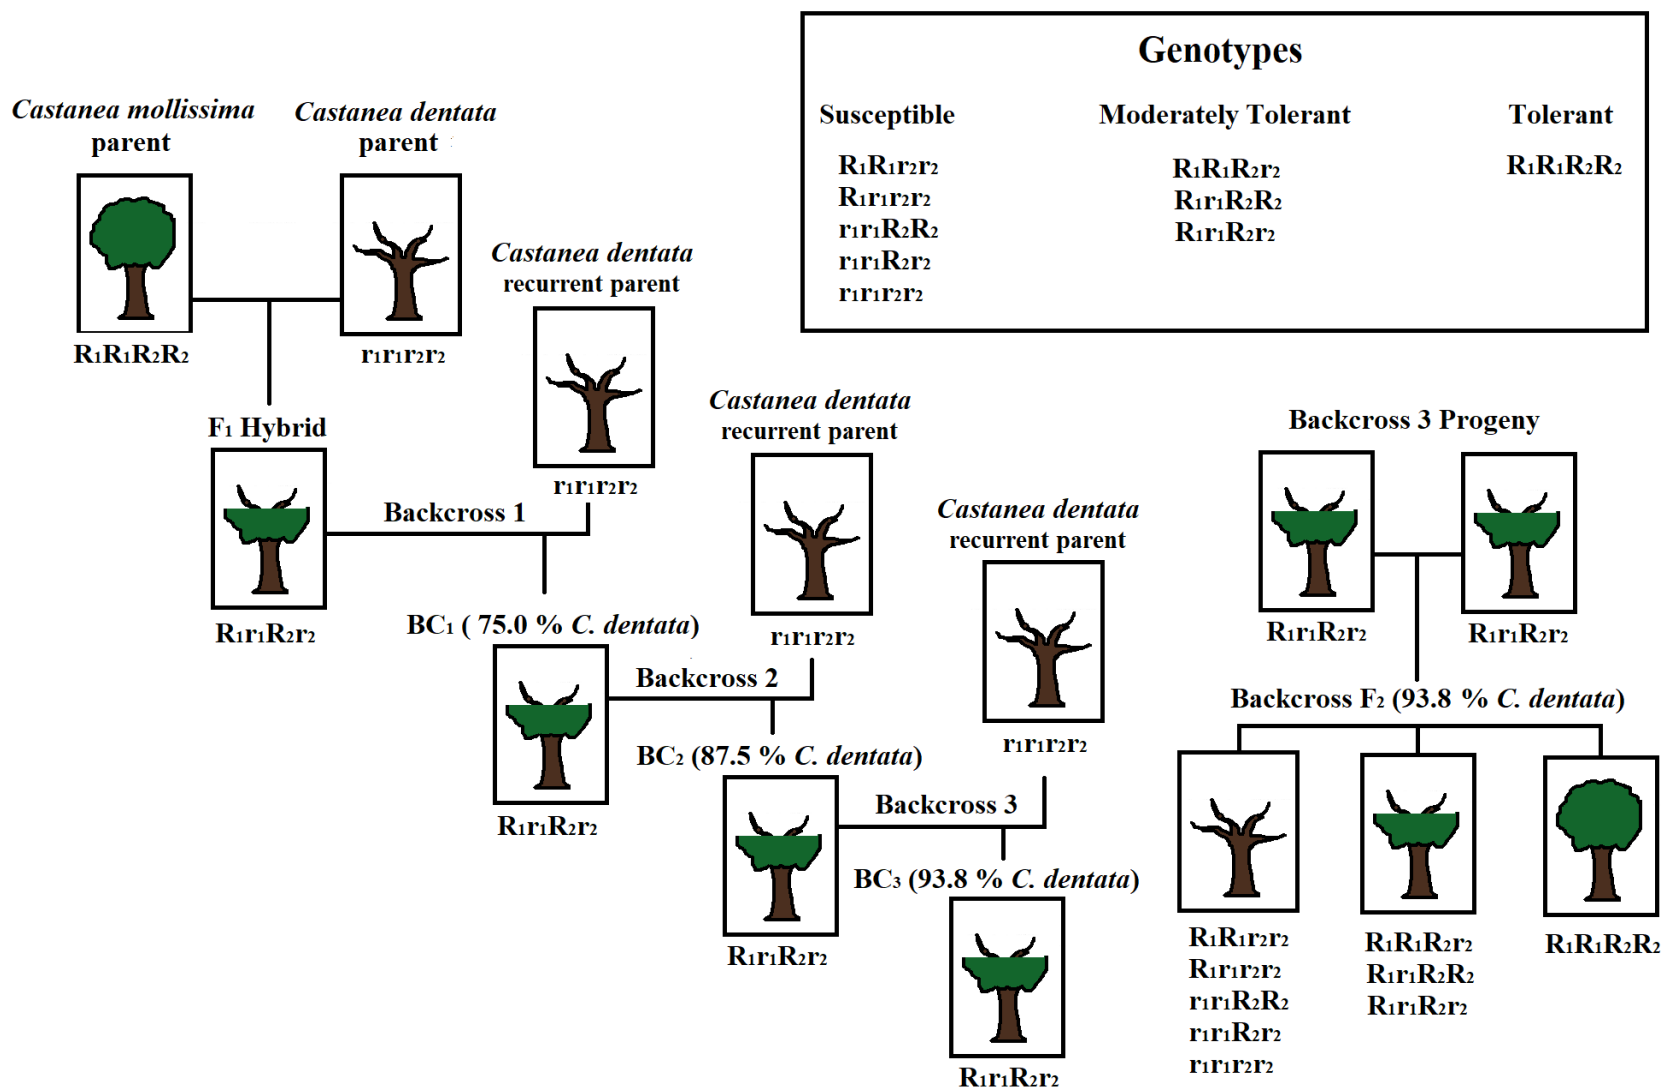 Genotypes
Susceptible
Moderately Tolerant
Tolerant
R1R1r2r2
R1r1r2r2
r1r1R2R2
r1r1R2r2
r1r1r2r2
R1R1R2r2
R1r1R2R2
R1r1R2r2
R1R1R2R2
Castanea mollissima
parent
Castanea dentata
parent
R1R1R2R2
r1r1r2r2
Castanea dentata
recurrent parent
r1r1r2r2
F1 Hybrid
R1r1R2r2
Backcross 1
Castanea dentata
recurrent parent
r1r1r2r2
BC1 ( 75.0 % C. dentata)
R1r1R2r2
Backcross 2
Castanea dentata
recurrent parent
r1r1r2r2
BC2 (87.5 % C. dentata)
R1r1R2r2
Backcross 3
BC3 (93.8 % C. dentata)
R1r1R2r2
Backcross 3 Progeny
R1r1R2r2
R1r1R2r2
Backcross F2 (93.8 % C. dentata)
R1R1r2r2
R1r1r2r2
r1r1R2R2
r1r1R2r2
r1r1r2r2
R1R1R2r2
R1r1R2R2
R1r1R2r2
R1R1R2R2